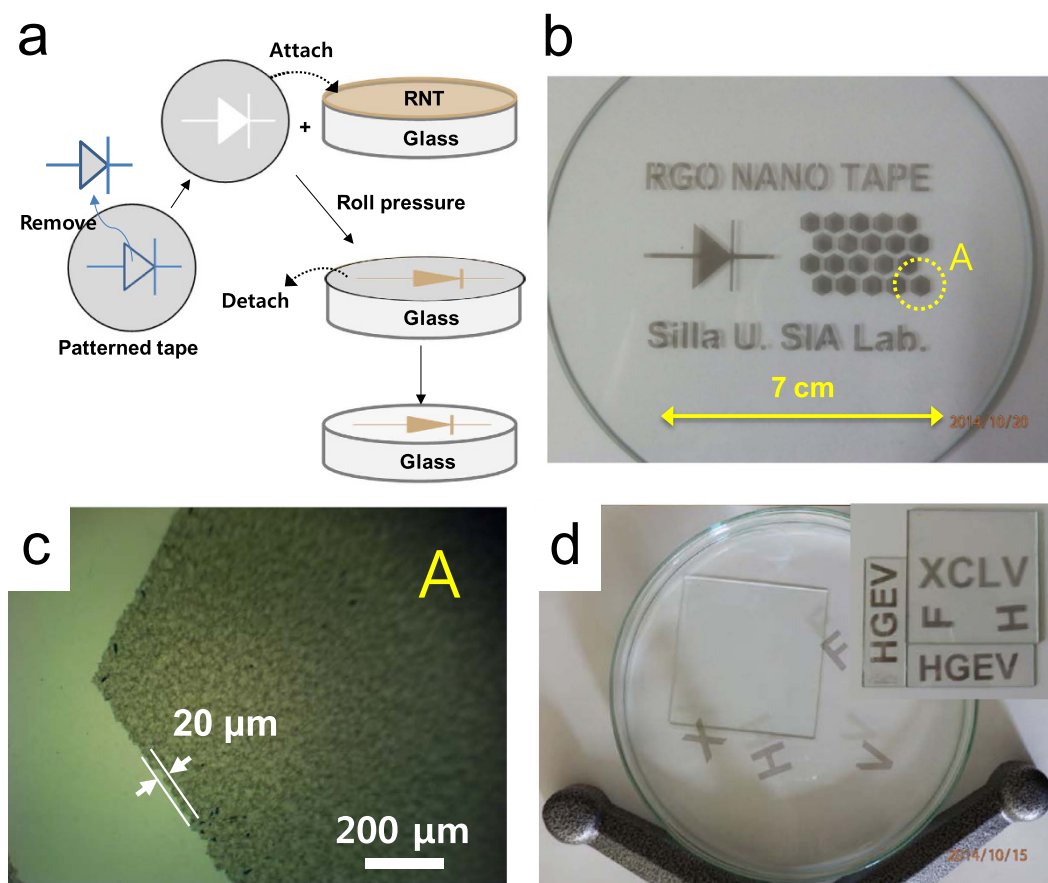 a
Attach
RNT
+
Glass
Remove
Roll pressure
Detach
Glass
Patterned tape
Glass
b
RGO NANO TAPE
A
Silla U. SIA Lab.
7 cm
2014/10/20
c
A
20 µm
200 µm
d
XCLV
HGEV
F H
HGEV
F
X H V
2014/10/15